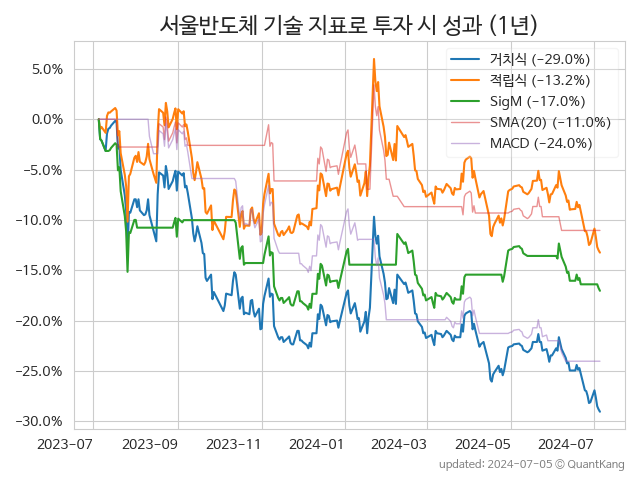 서울반도체 기술 지표로 투자 시 성과 (1년)
거치식 (−29.0%)
적립식 (−13.2%)
SigM (−17.0%)
SMA(20) (−11.0%)
MACD (−24.0%)
5.0%
0.0%
−5.0%
−10.0%
−15.0%
−20.0%
−25.0%
−30.0%
2023-07 2023-09 2023-11 2024-01 2024-03 2024-05 2024-07
updated: 2024-07-05 © QuantKang